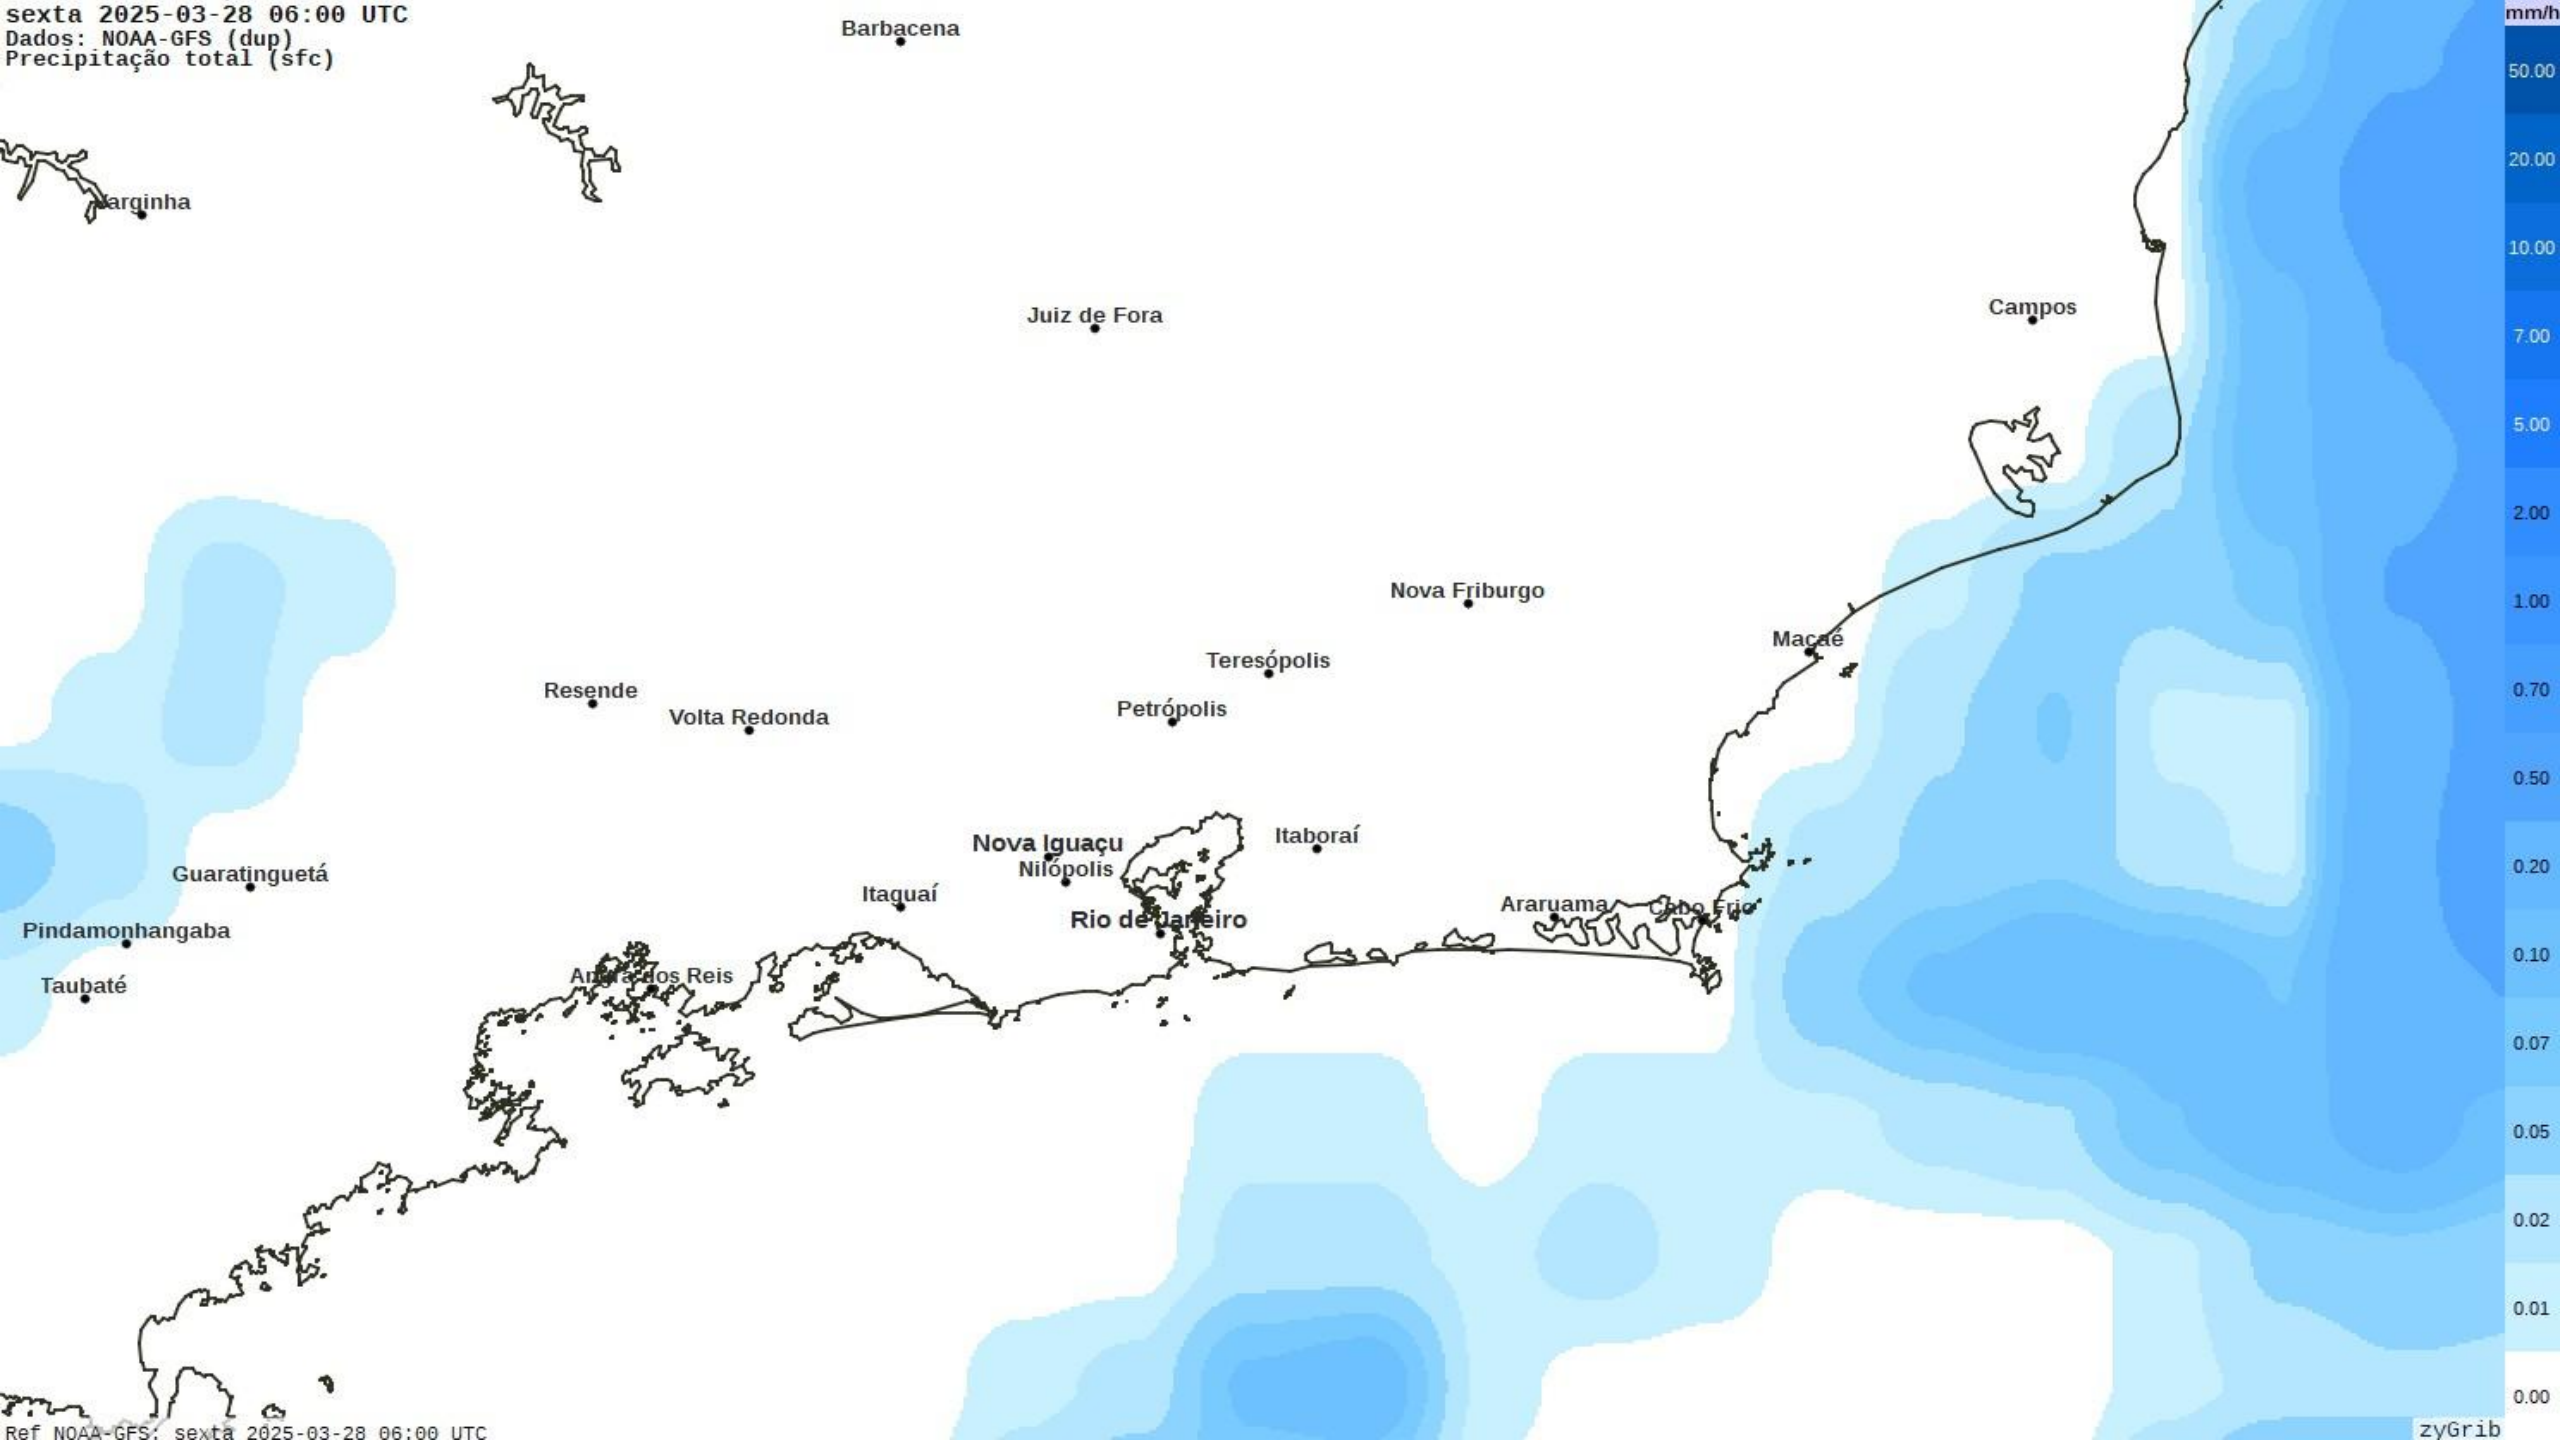 sexta 2025-03-28 06:00 UTC
Dados: NOAA-GFS (dup)
Precipitação total (sfc)
mm/h
Barbacena
50.00
20.00
Varginha
10.00
Campos
Juiz de Fora
7.00
5.00
2.00
Nova Friburgo
1.00
Macaé
Teresópolis
Resende
0.70
Petrópolis
Volta Redonda
0.50
Itaboraí
Nova Iguaçu
Nilópolis
0.20
Guaratinguetá
Itaguaí
Araruama
Cabo Frio
Rio de Janeiro
Pindamonhangaba
0.10
Angra dos Reis
Taubaté
0.07
0.05
0.02
0.01
0.00
zyGrib
Ref NOAA-GFS: sexta 2025-03-28 06:00 UTC